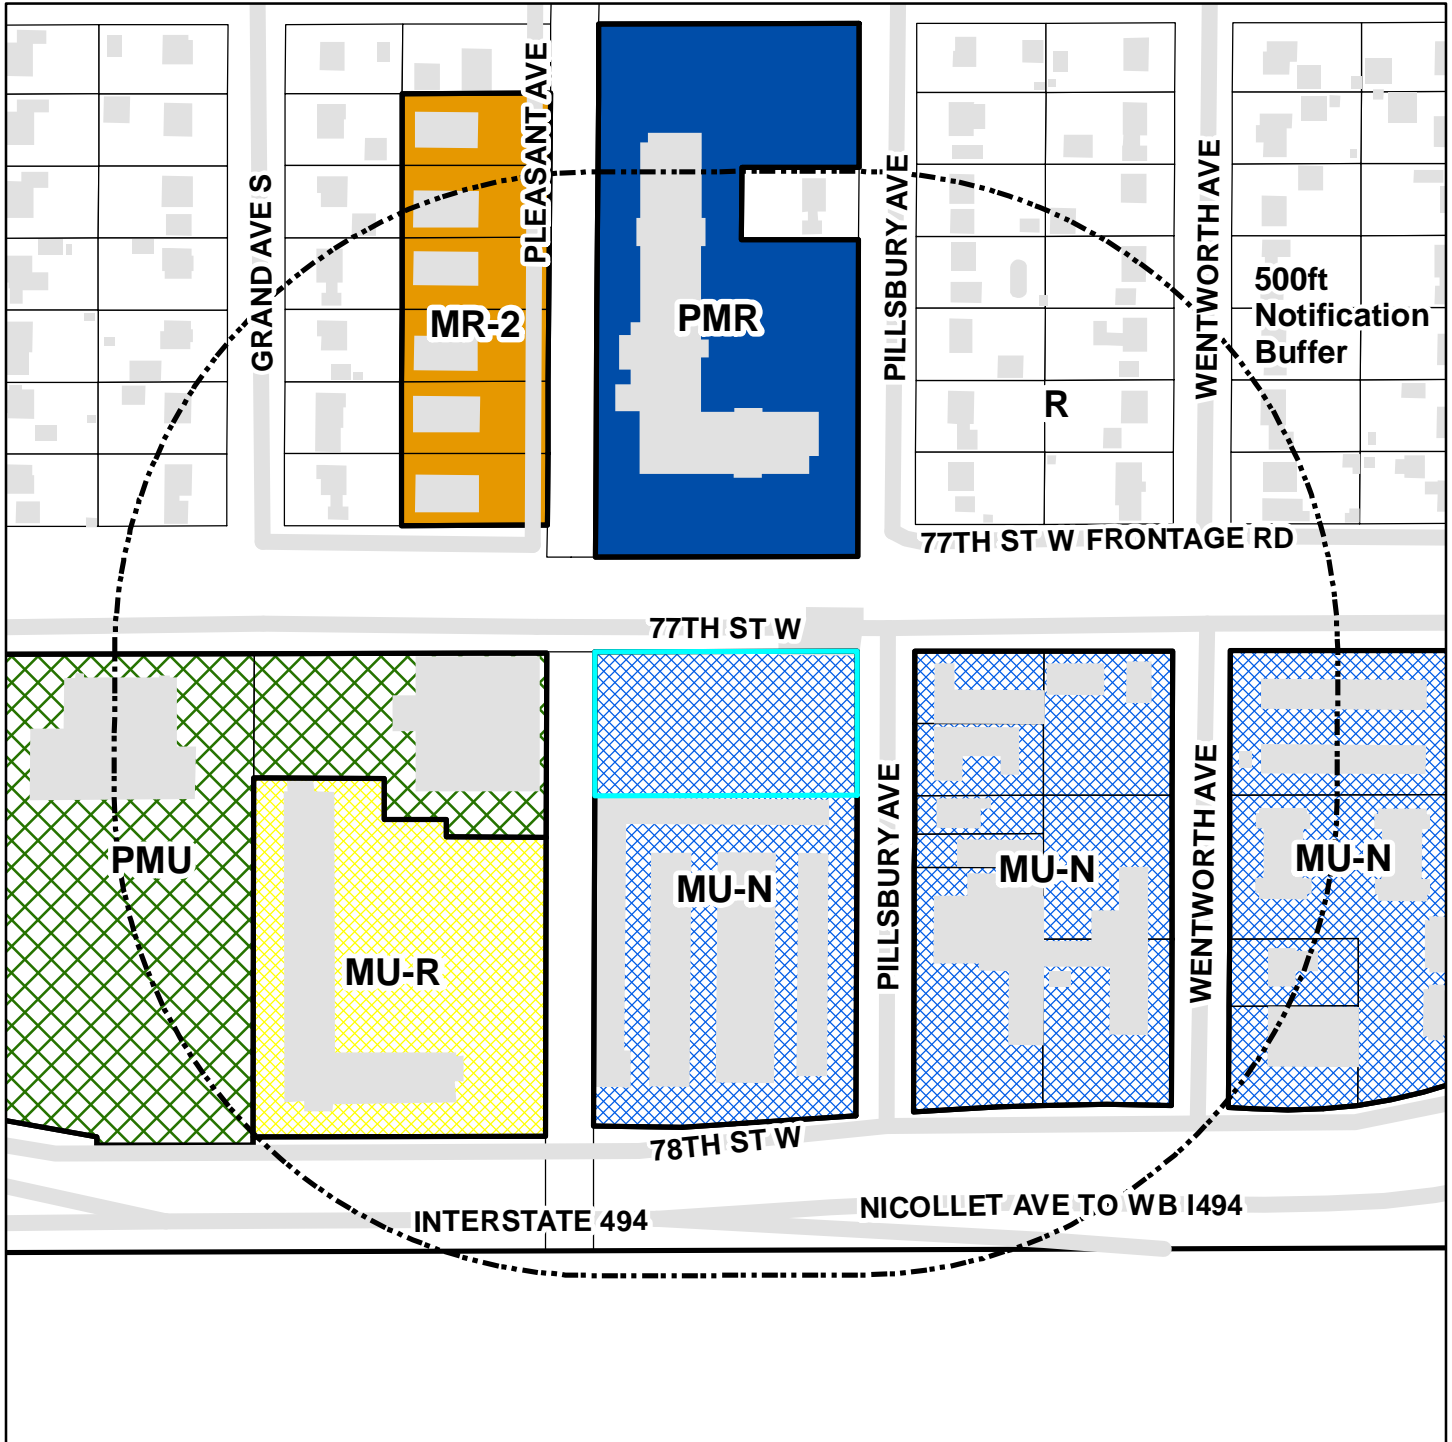 PLEASANT AVE
GRAND AVE S
MR-2
PMR
PILLSBURY AVE
WENTWORTH AVE
500ft
Notification
Buffer
R
77TH ST W FRONTAGE RD
77TH ST W
PMU
MU-R
MU-N
PILLSBURY AVE
MU-N
WENTWORTH AVE
MU-N
78TH ST W
INTERSTATE 494
NICOLLET AVE TO WB I494